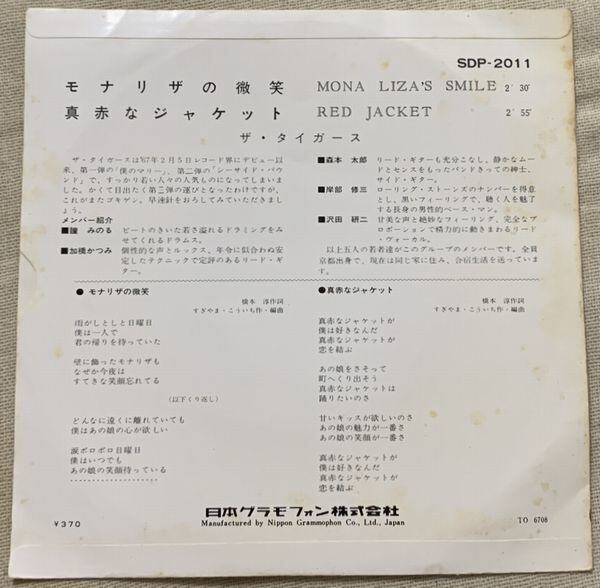 SDP-2011
モナリザの微笑 MONA LIZA'S SMILE 2′30″
真赤なジャケット RED JACKET 2′55″
ザ・タイガース
ザ・タイガースは'67年2月5日レコード界にデビュー以
来、第一弾の「僕のマリー」、第二弾の「シーサイド・バウ
ンド」で、すっかり若い人々の人気ものになってしまいまし
た。かくて目出たく第三弾の運びとなったわけですが、
これがまたゴキゲン。早速針をおろしてみていただきまし
ょう。
メンバー紹介
■瞳 みのる ビートのきいた若さ溢れるドラミングをみ
せてくれるドラムス。
■加橋かつみ 個性的な声とルックス、年令に似合わぬ安
定したテクニックで定評のあるリード・ギ
ター。
■森本 太郎 リード・ギターも充分こなし、静かなムー
ドとセンスをもったバンドきっての紳士、
サイド・ギター。
■岸部 修三 ローリング・ストーンズのナンバーを得意
とし、黒いフィーリングで、聴く人を魅了
する長身の男性的ベース・マン。
■沢田 研二 甘美な声と絶妙なフィーリング、完全なプ
ロポーションで精力的に動きまわるリード
・ヴォーカル。
以上五人の若者達がこのグループのメンバーです。全員
京都出身で、現在は同じ家に住み、合宿生活を送っていま
す。
●モナリザの微笑
橋本 淳作詞
すぎやま・こういち作・編曲
雨がしとしと日曜日
僕は一人で
君の帰りを待っていた
壁に飾ったモナリザも
なぜか今夜は
すてきな笑顔忘れてる
(以下くり返し)
どんなに遠くに離れていても
僕はあの娘の心が欲しい
涙ポロポロ日曜日
僕はいつでも
あの娘の笑顔待っている
●真赤なジャケット
橋本 淳作詞
すぎやま・こういち作・編曲
真赤なジャケットが
僕は好きなんだ
真赤なジャケットが
恋を結ぶ
あの娘をさそって
町へくり出そう
真赤なジャケットは
踊りたいのさ
甘いキッスが欲しいのさ
あの娘の魅力が一番さ
あの娘の笑顔が一番さ
真赤なジャケットが
僕は好きなんだ
真赤なジャケットが
恋を結ぶ
日本グラモフォン株式会社
Manufactured by Nippon Grammophon Co., Ltd., Japan
¥370
TO 6708